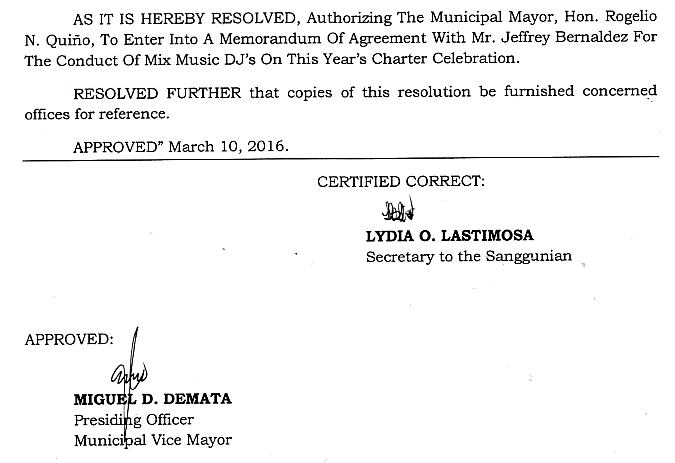 AS IT IS HEREBY RESOLVED, Authorizing The Municipal Mayor, Hon. Rogelio
N. Quiño, To Enter Into A Memorandum Of Agreement With Mr. Jeffrey Bernaldez For
The Conduct Of Mix Music DJ's On This Year's Charter Celebration.
RESOLVED FURTHER that copies of this resolution be furnished concerned
offices for reference.
APPROVED" March 10, 2016.
CERTIFIED CORRECT:
LYDIA O. LASTIMOSA
Secretary to the Sanggunian
APPROVED:
MIGUEL D. DEMATA
Presiding Officer
Municipal Vice Mayor